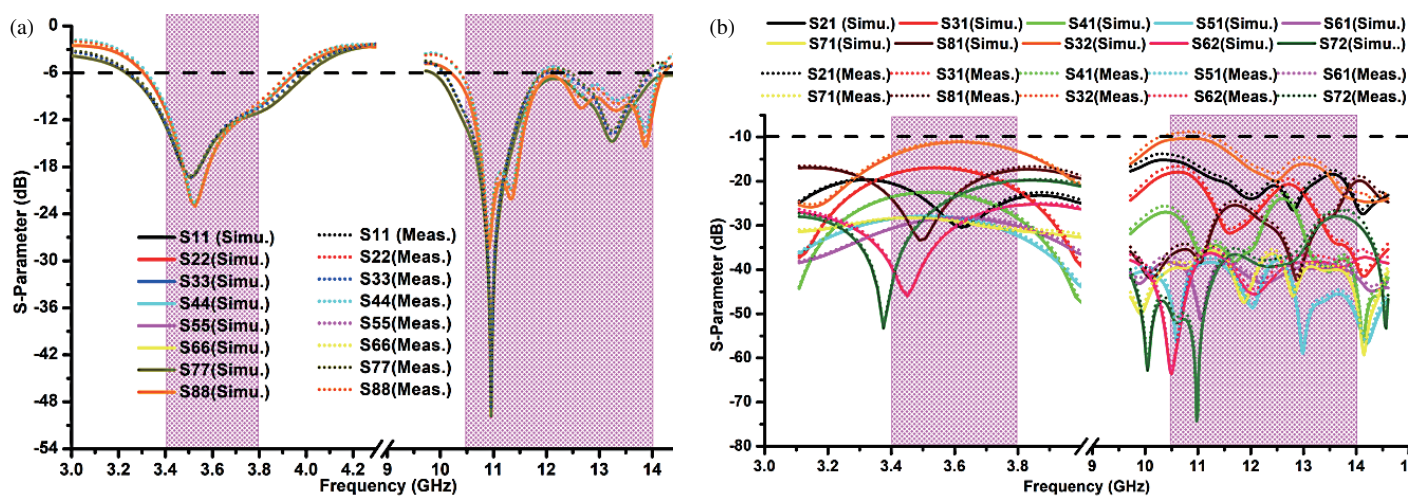 (a)
S-Parameter (dB)
-0
-6
-12
-18
-24
-30
-36
-42
-48
-54
S11 (Simu.)
S22(Simu.)
S33(Simu.)
S44(Simu.)
S55(Simu.)
S66(Simu.)
S77(Simu.)
S88(Simu.)
S11 (Meas.)
S22(Meas.)
S33(Meas.)
S44(Meas.)
S55(Meas.)
S66(Meas.)
S77(Meas.)
S88(Meas.)
3.0 3.2 3.4 3.6 3.8 4.0 4.2 9 10 11 12 13 14
Frequency (GHz)
(b)
S21 (Simu.) S31(Simu.) S41(Simu.) S51(Simu.) S61(Simu.)
S71(Simu.) S81(Simu.) S32(Simu.) S62(Simu.) S72(Simu..)
S21(Meas.) S31(Meas.) S41(Meas.) S51(Meas.) S61(Meas.)
S71(Meas.) S81(Meas.) S32(Meas.) S62(Meas.) S72(Meas.)
S-Parameter (dB)
-10
-20
-30
-40
-50
-60
-70
-80
3.0 3.2 3.4 3.6 3.8 4.0 9 10 11 12 13 14 15
Frequency (GHz)